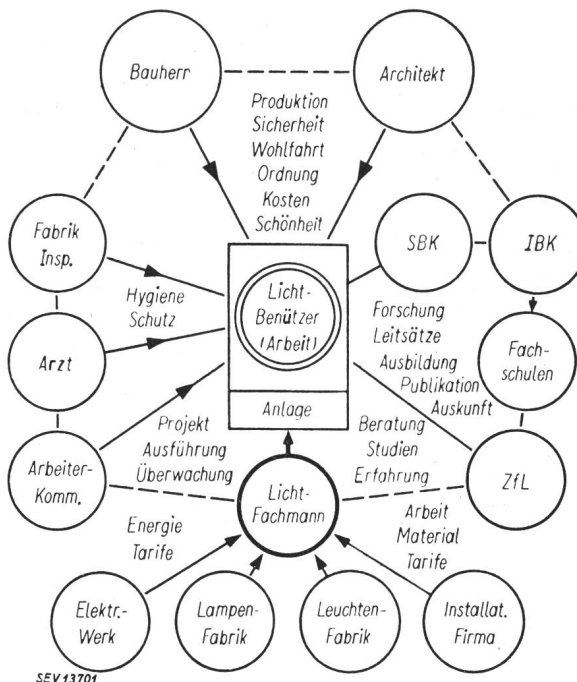 Bauherr
Architekt
Produktion
Sicherheit
Wohlfahrt
Ordnung
Kosten
Schönheit
Fabrik
Insp.
SBK
IBK
Hygiene
Schutz
Licht-
Benützer
(Arbeit)
Forschung
Leitsätze
Ausbildung
Publikation
Auskunft
Arzt
Fach-
schulen
Anlage
Projekt
Ausführung
Überwachung
Beratung
Studien
Erfahrung
Arbeiter-
Komm.
Licht-
Fachmann
ZfL
Energie
Tarife
Arbeit
Material
Tarife
Elektr.-
Werk
Lampen-
Fabrik
Leuchten-
Fabrik
Installat.
Firma
SEV13701